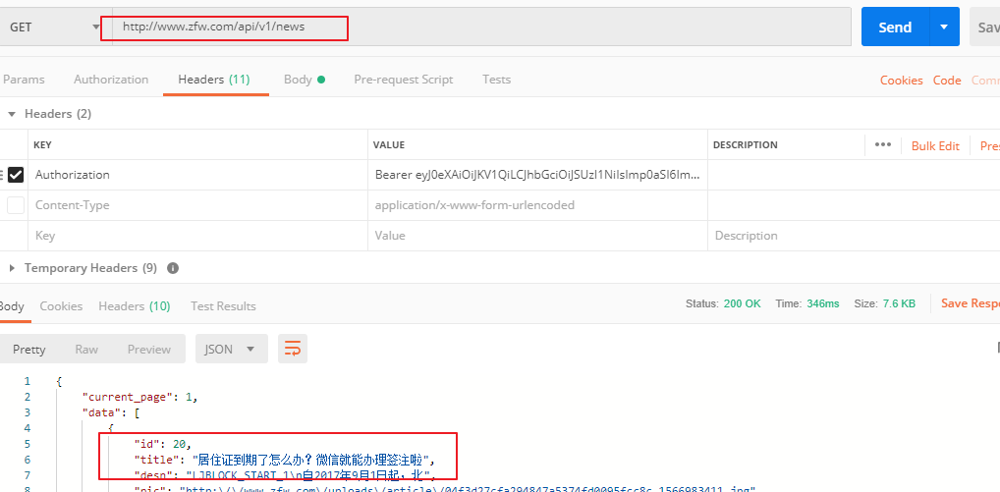 GET http://www.zfw.com/api/v1/news Send Sav
Params Authorization Headers (11) Body Pre-request Script Tests Cookies Code Comm
Headers (2)
KEY VALUE DESCRIPTION ••• Bulk Edit Pres
Authorization Bearer eyJ0eXAiOiJKV1QiLCJhbGciOiJSUzI1NiIsImp0aSI6Im...
Content-Type application/x-www-form-urlencoded
Key Value Description
Temporary Headers (9) i
Body Cookies Headers (10) Test Results Status: 200 OK Time: 346ms Size: 7.6 KB Save Respo
Pretty Raw Preview JSON
1 {
2 "current_page": 1,
3 "data": [
4 {
5 "id": 20,
6 "title": "居住证到期了怎么办？微信就能办理签注啦",
7 "desn": "LJBLOCK_START_1\n自2017年9月1日起，北",
8 "pic": "http:\/\/www.zfw.com\/uploads\/article\/04f3d27cfa294847a5374fd0095fcc8c_1566983411.jpg"